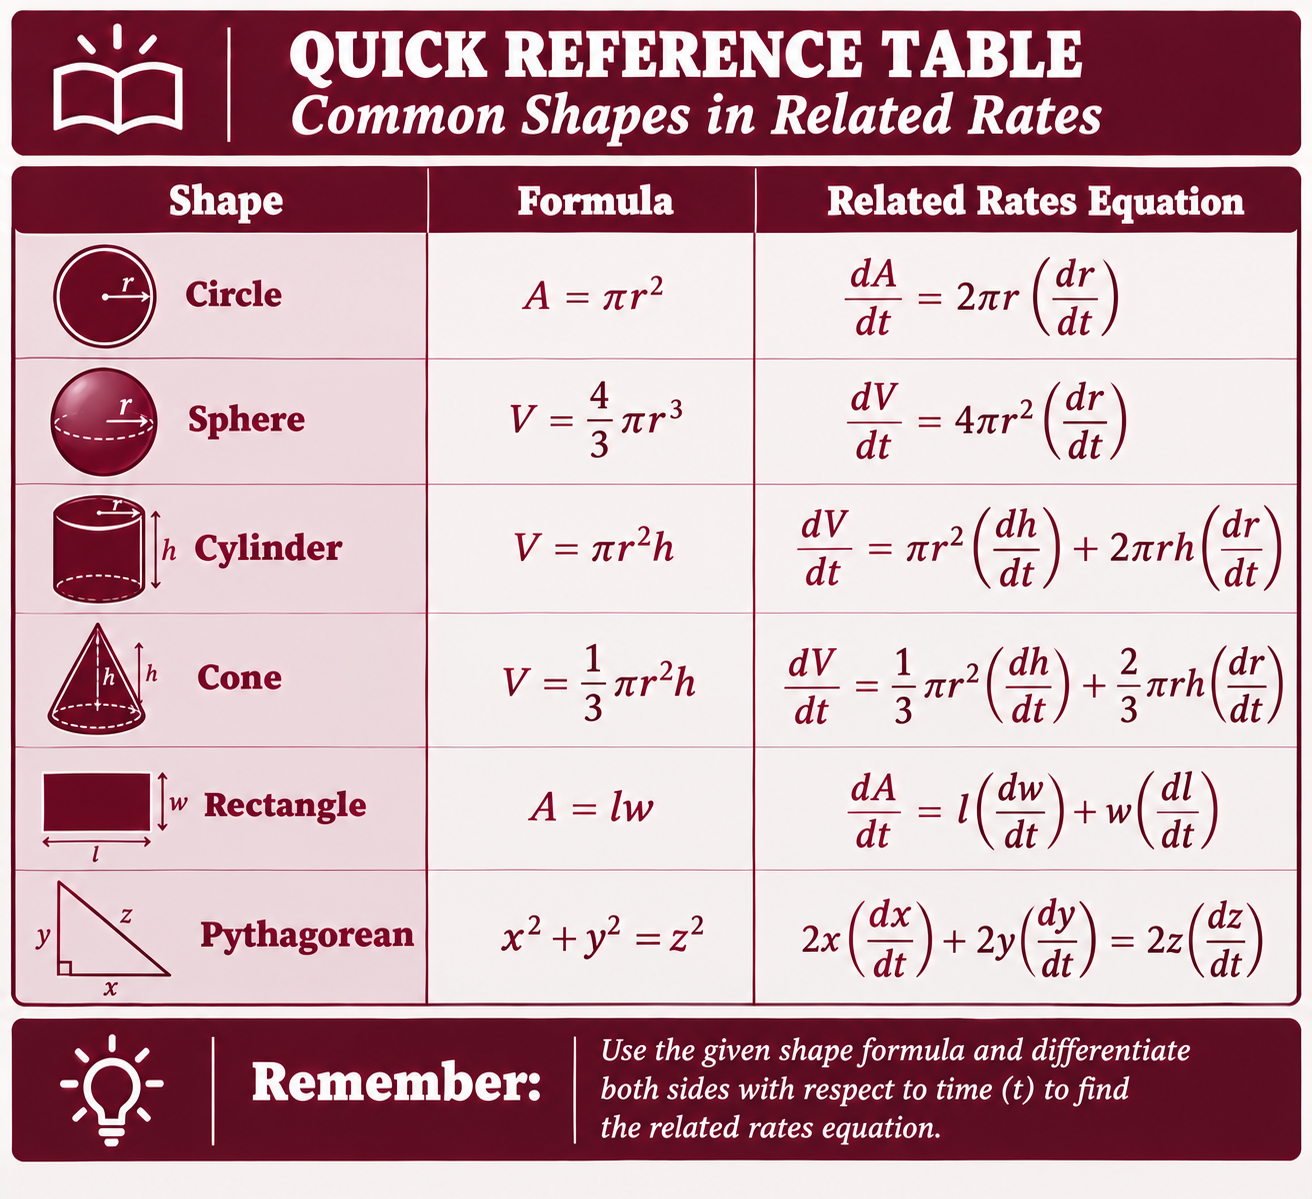 QUICK REFERENCE TABLE
Common Shapes in Related Rates
Shape Formula Related Rates Equation
r Circle A = πr² dA/dt = 2πr (dr/dt)
r Sphere V = 4/3 πr³ dV/dt = 4πr² (dr/dt)
r h Cylinder V = πr²h dV/dt = πr² (dh/dt) + 2πrh (dr/dt)
h h Cone V = 1/3 πr²h dV/dt = 1/3 πr² (dh/dt) + 2/3 πrh (dr/dt)
w l Rectangle A = lw dA/dt = l (dw/dt) + w (dl/dt)
y z x Pythagorean x² + y² = z² 2x (dx/dt) + 2y (dy/dt) = 2z (dz/dt)
Remember:
Use the given shape formula and differentiate
both sides with respect to time (t) to find
the related rates equation.